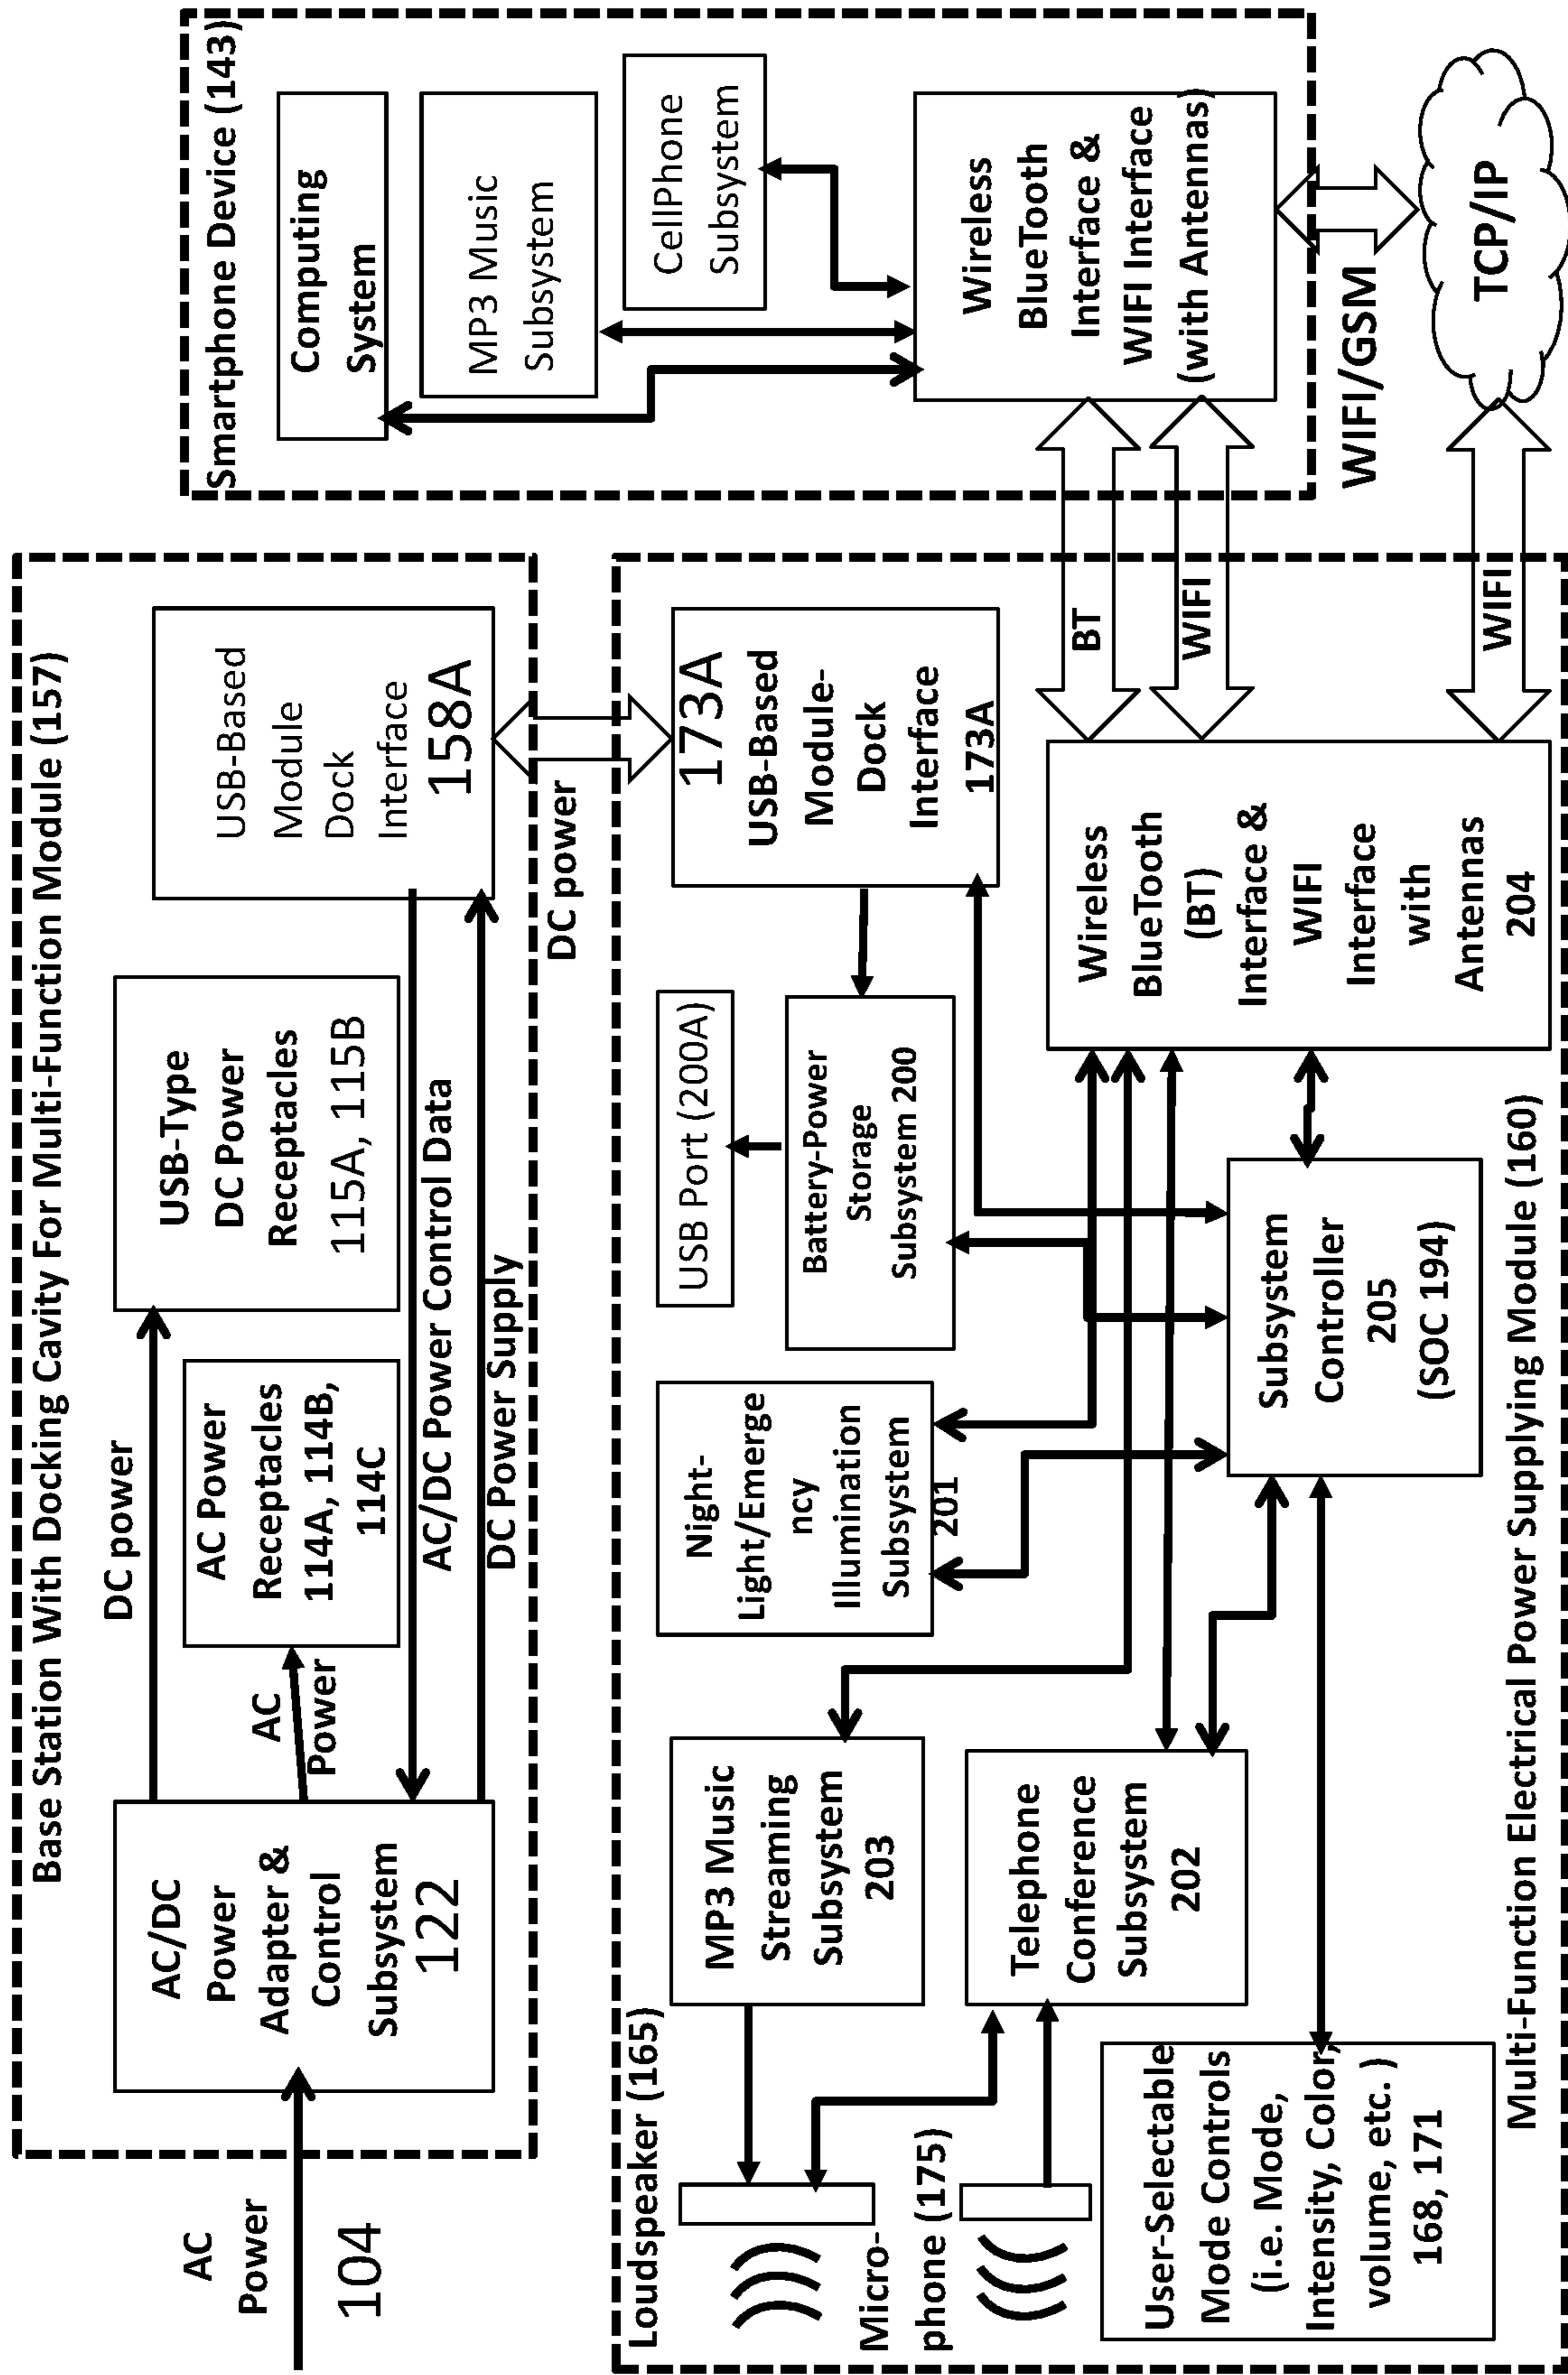 Base Station With Docking Cavity For Multi-Function Module (157)
AC
Power
104
AC/DC
Power
Adapter &
Control
Subsystem
122
DC power
AC
Power
AC Power
Receptacles
114A, 114B,
114C
USB-Type
DC Power
Receptacles
115A, 115B
AC/DC Power Control Data
DC Power Supply
USB-Based
Module
Dock
Interface
158A
DC power
Smartphone Device (143)
Computing
System
MP3 Music
Subsystem
CellPhone
Subsystem
Wireless
BlueTooth
Interface &
WIFI Interface
(with Antennas)
WIFI/GSM
TCP/IP
Loudspeaker (165)
Micro-
phone (175)
MP3 Music
Streaming
Subsystem
203
Telephone
Conference
Subsystem
202
User-Selectable
Mode Controls
(i.e. Mode,
Intensity, Color,
volume, etc. )
168, 171
Night-
Light/Emerge
ncy
Illumination
Subsystem
201
USB Port (200A)
Battery-Power
Storage
Subsystem 200
173A
USB-Based
Module-
Dock
Interface
173A
Subsystem
Controller
205
(SOC 194)
Wireless
BlueTooth
(BT)
Interface &
WIFI
Interface
with
Antennas
204
BT
WIFI
WIFI
Multi-Function Electrical Power Supplying Module (160)